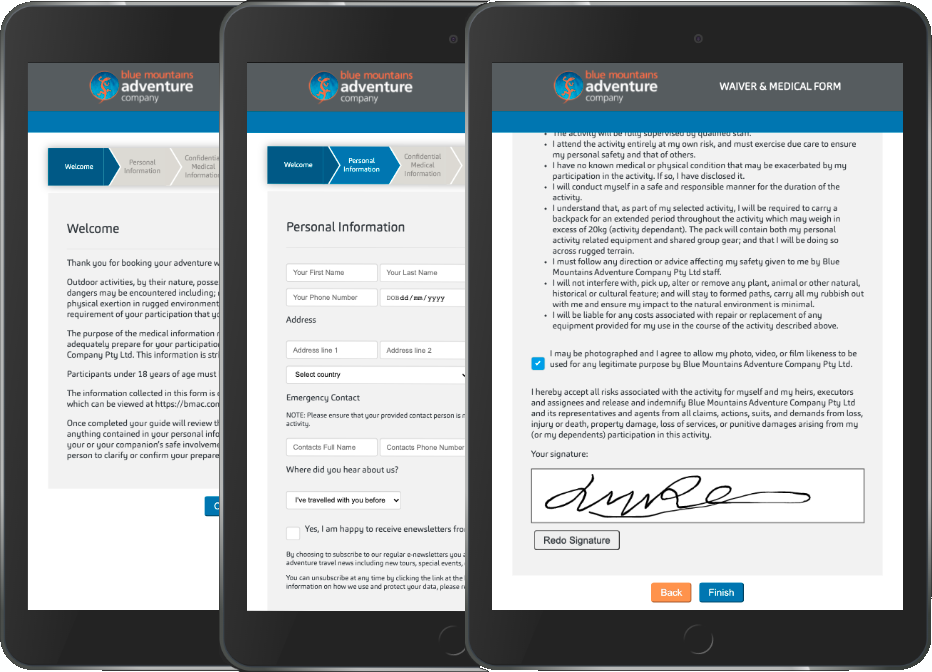 blue mountains
adventure
company
Welcome
Personal
Information
Confidential
Medical
Information
Welcome
Thank you for booking your adventure w
Outdoor activities, by their nature, posse
dangers may be encountered including;
physical exertion in rugged environment
requirement of your participation that yo
The purpose of the medical information
adequately prepare for your participation
Company Pty Ltd. This information is stri
Participants under 18 years of age must
The information collected in this form is
which can be viewed at https://bmac.com
Once completed your guide will review th
anything contained in your personal info
your or your companion's safe involveme
person to clarify or confirm your prepare
blue mountains
adventure
company
Welcome
Personal
Information
Confidential
Medical
Information
Personal Information
Your First Name
Your Last Name
Your Phone Number
DOB dd/mm/yyyy
Address
Address line 1
Address line 2
Select country
Emergency Contact
NOTE: Please ensure that your provided contact person is n
activity.
Contacts Full Name
Contacts Phone Number
Where did you hear about us?
I've travelled with you before
Yes, I am happy to receive enewsletters fro
By choosing to subscribe to our regular e-newsletters you a
adventure travel news including new tours, special events,
You can unsubscribe at any time by clicking the link at the
information on how we use and protect your data, please r
blue mountains
adventure
company
WAIVER & MEDICAL FORM
• The activity will be fully supervised by qualified staff.
• I attend the activity entirely at my own risk, and must exercise due care to ensure
my personal safety and that of others.
• I have no known medical or physical condition that may be exacerbated by my
participation in the activity. If so, I have disclosed it.
• I will conduct myself in a safe and responsible manner for the duration of the
activity.
• I understand that, as part of my selected activity, I will be required to carry a
backpack for an extended period throughout the activity which may weigh in
excess of 20kg (activity dependant). The pack will contain both my personal
activity related equipment and shared group gear; and that I will be doing so
across rugged terrain.
• I must follow any direction or advice affecting my safety given to me by Blue
Mountains Adventure Company Pty Ltd staff.
• I will not interfere with, pick up, alter or remove any plant, animal or other natural,
historical or cultural feature; and will stay to formed paths, carry all my rubbish out
with me and ensure my impact to the natural environment is minimal.
• I will be liable for any costs associated with repair or replacement of any
equipment provided for my use in the course of the activity described above.
I may be photographed and I agree to allow my photo, video, or film likeness to be
used for any legitimate purpose by Blue Mountains Adventure Company Pty Ltd.
I hereby accept all risks associated with the activity for myself and my heirs, executors
and assignees and release and indemnify Blue Mountains Adventure Company Pty Ltd
and its representatives and agents from all claims, actions, suits, and demands from loss,
injury or death, property damage, loss of services, or punitive damages arising from my
(or my dependents) participation in this activity.
Your signature:
Redo Signature
Back
Finish